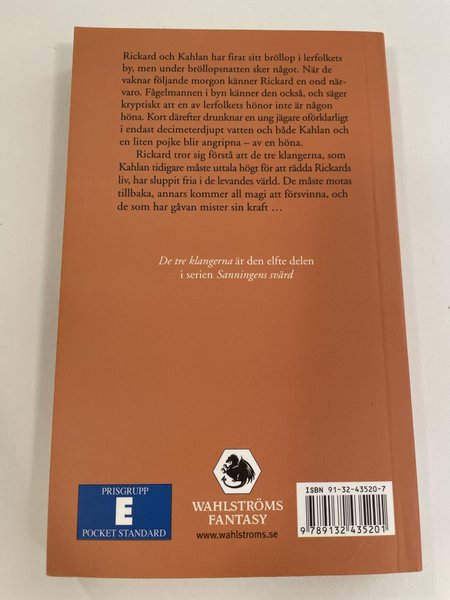 Rickard och Kahlan har firat sitt bröllop i lerfolkets
by, men under bröllopsnatten sker något. När de
vaknar följande morgon känner Rickard en ond när-
varo. Fågelmannen i byn känner den också, och säger
kryptiskt att en av lerfolkets hönor inte är någon
höna. Kort därefter drunknar en ung jägare oförklarligt
i endast decimeterdjupt vatten och både Kahlan och
en liten pojke blir angripna – av en höna.
Rickard tror sig förstå att de tre klangerna, som
Kahlan tidigare måste uttala högt för att rädda Rickards
liv, har sluppit fria i de levandes värld. De måste motas
tillbaka, annars kommer all magi att försvinna, och
de som har gåvan mister sin kraft …
De tre klangerna är den elfte delen
i serien Sanningens svärd
PRISGRUPP
E
POCKET STANDARD
WAHLSTRÖMS
FANTASY
www.wahlstroms.se
ISBN 91-32-43520-7
9 789132 435201